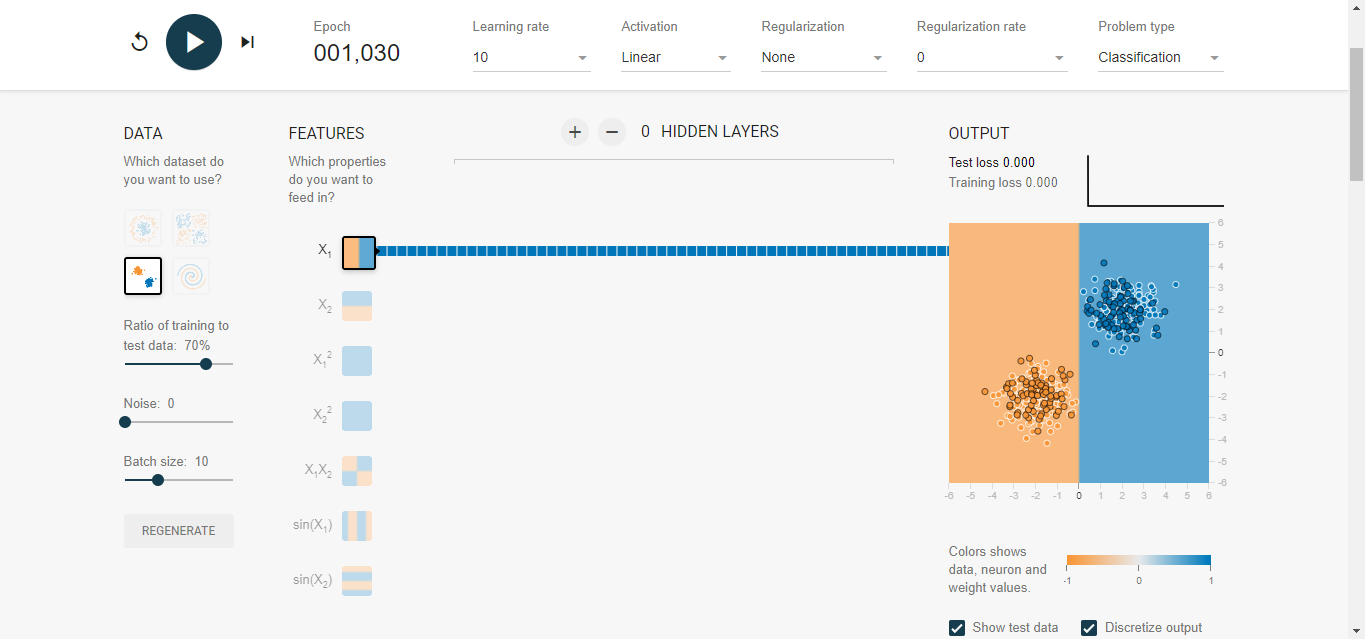 Epoch
001,030
Learning rate
10
Activation
Linear
Regularization
None
Regularization rate
0
Problem type
Classification
DATA
Which dataset do
you want to use?
Ratio of training to
test data: 70%
Noise: 0
Batch size: 10
REGENERATE
FEATURES
Which properties
do you want to
feed in?
X₁
X₂
X₁²
X₂²
X₁X₂
sin(X₁)
sin(X₂)
0 HIDDEN LAYERS
OUTPUT
Test loss 0.000
Training loss 0.000
6
5
4
3
2
1
0
-1
-2
-3
-4
-5
-6
-6 -5 -4 -3 -2 -1 0 1 2 3 4 5 6
Colors shows
data, neuron and
weight values.
-1 0 1
Show test data
Discretize output